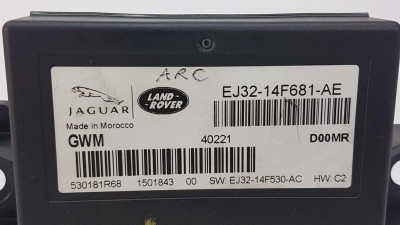 ARC
JAGUAR
LAND-
ROVER
EJ32-14F681-AE
Made in Morocco
GWM 40221 D00MR
530181R68 1501843 00 SW. EJ32-14F530-AC HW. C2